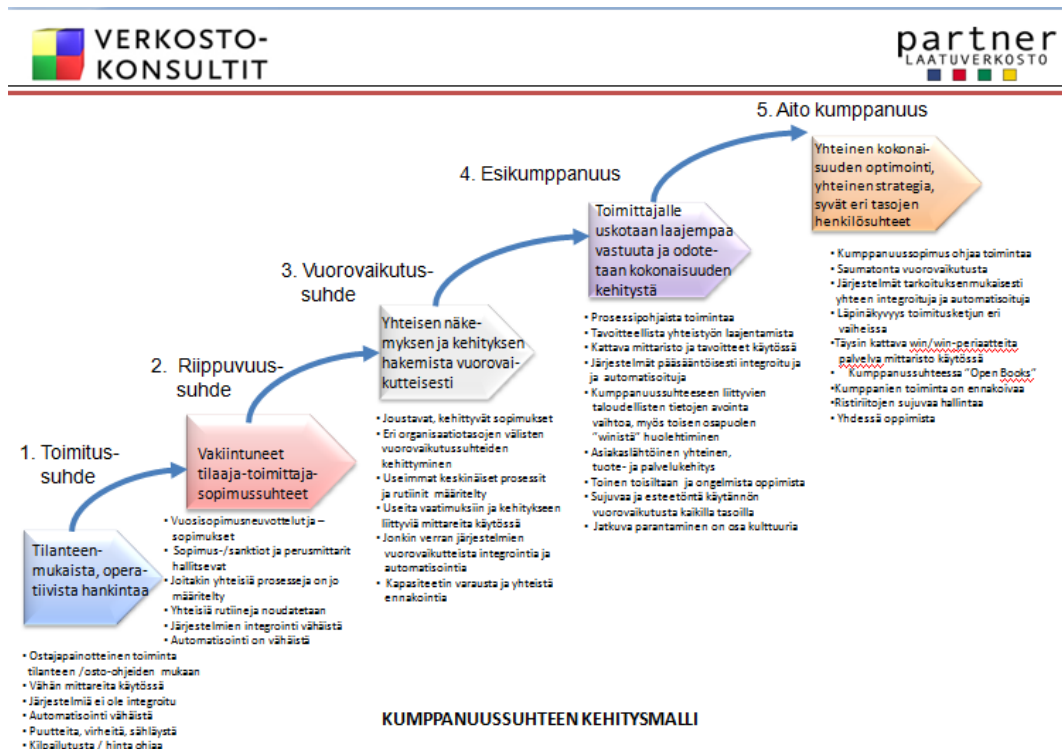 VERKOSTO-
KONSULTIT
partner
LAATUVERKOSTO
1. Toimitus-
suhde
Tilanteen-
mukaista, opera-
tiivista hankintaa
• Ostajapainotteinen toiminta
tilanteen /osto-ohjeiden mukaan
• Vähän mittareita käytössä
• Järjestelmiä ei ole integroitu
• Automatisointi vähäistä
• Puutteita, virheitä, sähläystä
• Kilpailutusta / hinta ohjaa
2. Riippuvuus-
suhde
Vakiintuneet
tilaaja-toimittaja-
sopimussuhteet
• Vuosisopimusneuvottelut ja –
sopimukset
• Sopimus-/sanktiot ja perusmittarit
hallitsevat
• Joitakin yhteisiä prosesseja on jo
määritelty
• Yhteisiä rutiineja noudatetaan
• Järjestelmien integrointi vähäistä
• Automatisointi on vähäistä
3. Vuorovaikutus-
suhde
Yhteisen näke-
myksen ja kehityksen
hakemista vuorovai-
kutteisesti
• Joustavat, kehittyvät sopimukset
• Eri organisaatiotasojen välisten
vuorovaikutussuhteiden
kehittyminen
• Useimmat keskinäiset prosessit
ja rutiinit määritelty
• Useita vaatimuksiin ja kehitykseen
liittyviä mittareita käytössä
• Jonkin verran järjestelmien
vuorovaikutteista integrointia ja
automatisointia
• Kapasiteetin varausta ja yhteistä
ennakointia
4. Esikumppanuus
Toimittajalle
uskotaan laajempaa
vastuuta ja odote-
taan kokonaisuuden
kehitystä
• Prosessipohjaista toimintaa
• Tavoitteellista yhteistyön laajentamista
• Kattava mittaristo ja tavoitteet käytössä
• Järjestelmät pääsääntöisesti integroitu ja
ja automatisoituja
• Kumppanuussuhteeseen liittyvien
taloudellisten tietojen avointa
vaihtoa, myös toisen osapuolen
"winistä" huolehtiminen
• Asiakaslähtöinen yhteinen,
tuote- ja palvelukehitys
• Toinen toisiltaan ja ongelmista oppimista
• Sujuvaa ja esteetöntä käytännön
vuorovaikutusta kaikilla tasoilla
• Jatkuva parantaminen on osa kulttuuria
5. Aito kumppanuus
Yhteinen kokonai-
suuden optimointi,
yhteinen strategia,
syvät eri tasojen
henkilösuhteet
• Kumppanuussopimus ohjaa toimintaa
• Saumatonta vuorovaikutusta
• Järjestelmät tarkoituksenmukaisesti
yhteen integroituja ja automatisoituja
• Läpinäkyvyys toimitusketjun eri
vaiheissa
•Täysin kattava win/win-periaatteita
palveleva mittaristo käytössä
• Kumppanussuhteessa "Open Books"
•Kumppanien toiminta on ennakoivaa
•Ristiriitojen sujuvaa hallintaa
• Yhdessä oppimista
KUMPPANUUSSUHTEEN KEHITYSMALLI